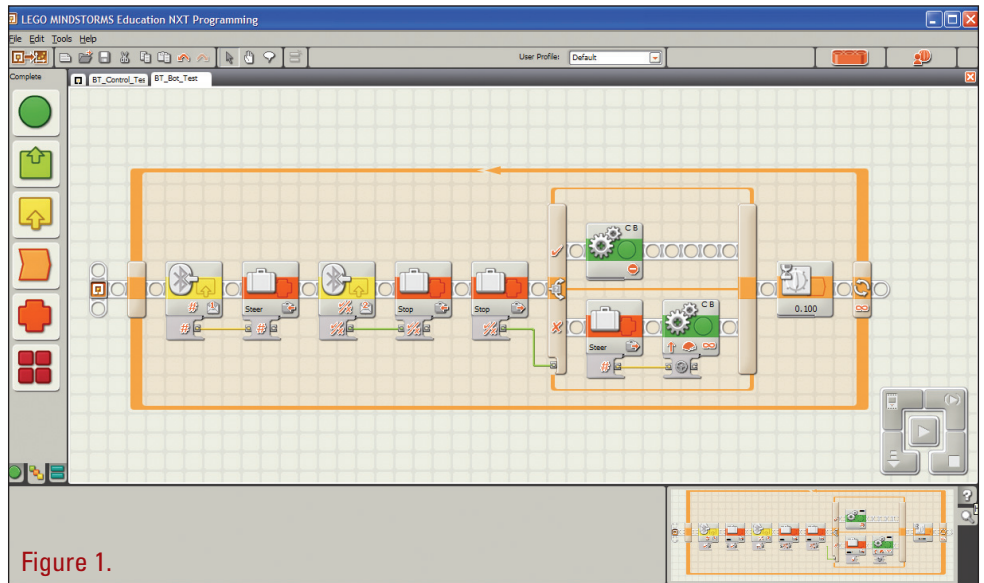 LEGO MINDSTORMS Education NXT Programming
File Edit Tools Help
User Profile: Default
Complete
BT_Control_Tes BT_Bot_Test
C B
Steer
Stop
Stop
0.100
C B
Steer
Figure 1.